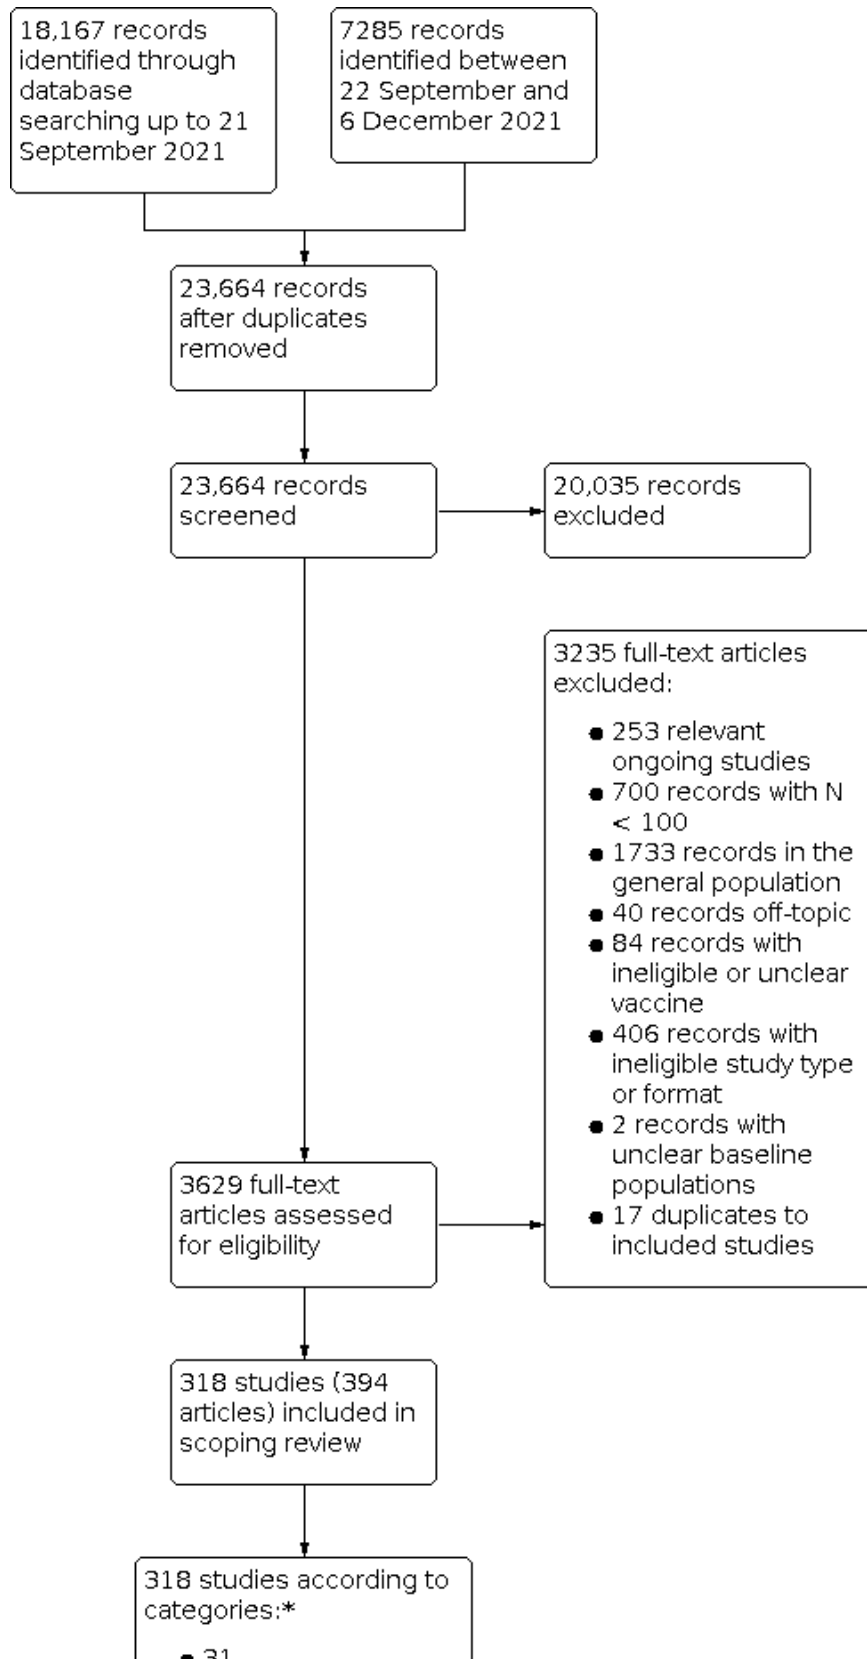 18,167 records
identified through
database
searching up to 21
September 2021
7285 records
identified between
22 September and
6 December 2021
23,664 records
after duplicates
removed
23,664 records
screened
20,035 records
excluded
3235 full-text articles
excluded:
● 253 relevant
ongoing studies
● 700 records with N
< 100
● 1733 records in the
general population
● 40 records off-topic
● 84 records with
ineligible or unclear
vaccine
● 406 records with
ineligible study type
or format
● 2 records with
unclear baseline
populations
● 17 duplicates to
included studies
3629 full-text
articles assessed
for eligibility
318 studies (394
articles) included in
scoping review
318 studies according to
categories:*
● 31